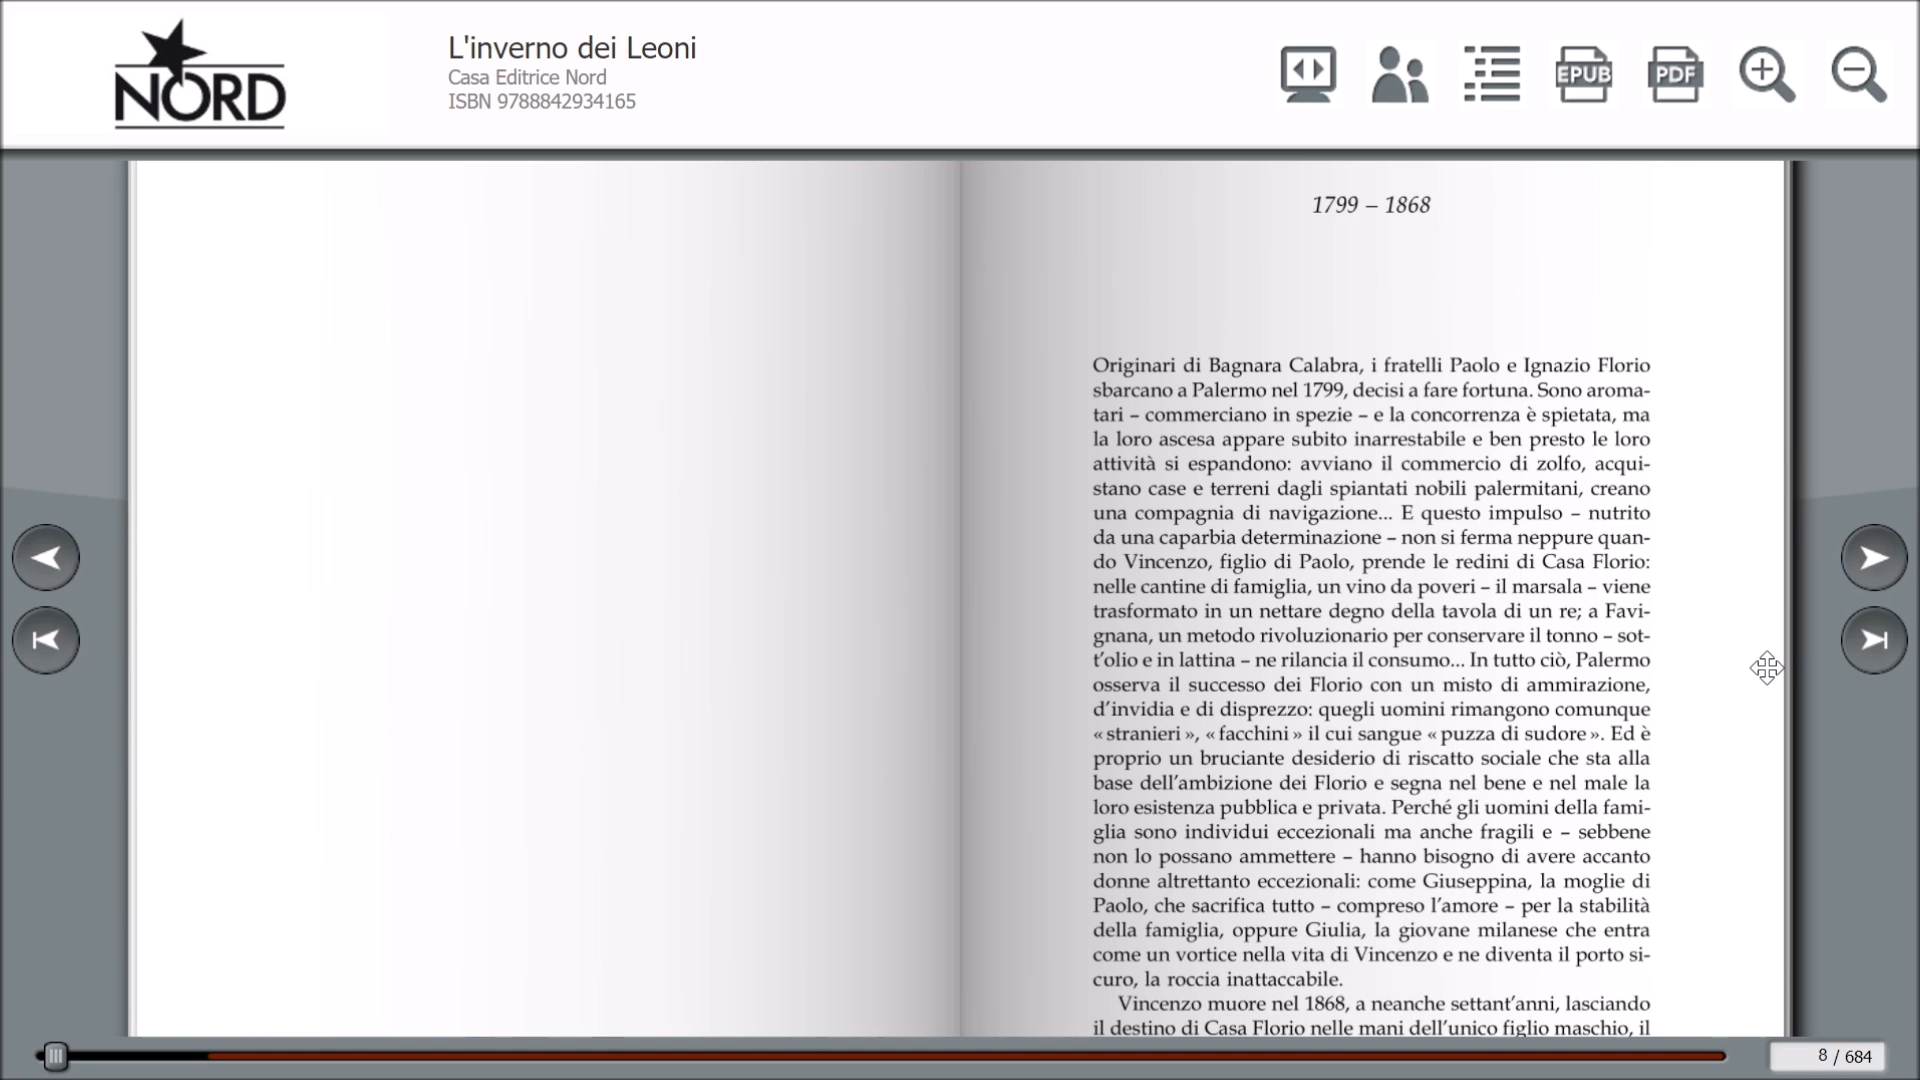 NORD
L'inverno dei Leoni
Casa Editrice Nord
ISBN 9788842934165
EPUB
PDF
1799 – 1868
Originari di Bagnara Calabra, i fratelli Paolo e Ignazio Florio
sbarcano a Palermo nel 1799, decisi a fare fortuna. Sono aroma-
tari – commerciano in spezie – e la concorrenza è spietata, ma
la loro ascesa appare subito inarrestabile e ben presto le loro
attività si espandono: avviano il commercio di zolfo, acqui-
stano case e terreni dagli spiantati nobili palermitani, creano
una compagnia di navigazione... E questo impulso – nutrito
da una caparbia determinazione – non si ferma neppure quan-
do Vincenzo, figlio di Paolo, prende le redini di Casa Florio:
nelle cantine di famiglia, un vino da poveri – il marsala – viene
trasformato in un nettare degno della tavola di un re; a Favi-
gnana, un metodo rivoluzionario per conservare il tonno – sot-
t'olio e in lattina – ne rilancia il consumo... In tutto ciò, Palermo
osserva il successo dei Florio con un misto di ammirazione,
d'invidia e di disprezzo: quegli uomini rimangono comunque
« stranieri », « facchini » il cui sangue « puzza di sudore ». Ed è
proprio un bruciante desiderio di riscatto sociale che sta alla
base dell'ambizione dei Florio e segna nel bene e nel male la
loro esistenza pubblica e privata. Perché gli uomini della fami-
glia sono individui eccezionali ma anche fragili e – sebbene
non lo possano ammettere – hanno bisogno di avere accanto
donne altrettanto eccezionali: come Giuseppina, la moglie di
Paolo, che sacrifica tutto – compreso l'amore – per la stabilità
della famiglia, oppure Giulia, la giovane milanese che entra
come un vortice nella vita di Vincenzo e ne diventa il porto si-
curo, la roccia inattaccabile.
Vincenzo muore nel 1868, a neanche settant'anni, lasciando
il destino di Casa Florio nelle mani dell'unico figlio maschio, il
8 / 684